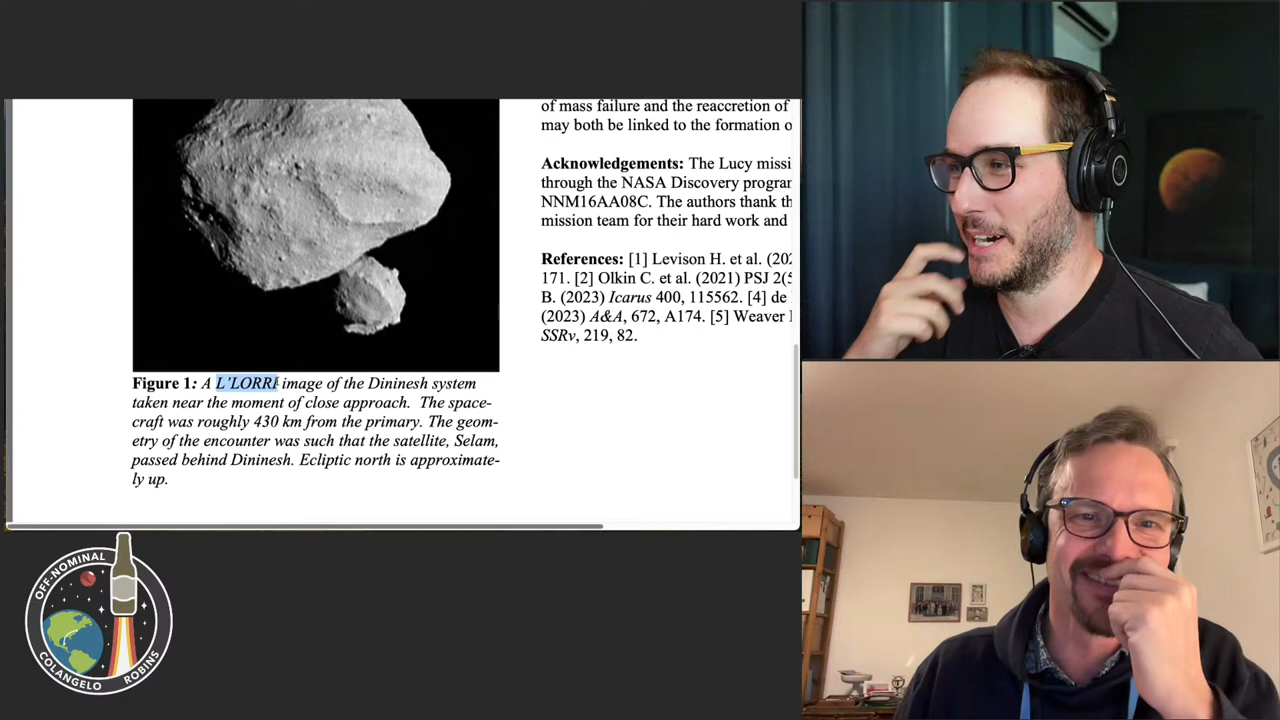 of mass failure and the reaccretion of
may both be linked to the formation o
Acknowledgements: The Lucy missi
through the NASA Discovery program
NNM16AA08C. The authors thank th
mission team for their hard work and
References: [1] Levison H. et al. (202
171. [2] Olkin C. et al. (2021) PSJ 2(5
B. (2023) Icarus 400, 115562. [4] de
(2023) A&A, 672, A174. [5] Weaver
SSRv, 219, 82.
Figure 1: A L'LORRI image of the Dininesh system
taken near the moment of close approach. The space-
craft was roughly 430 km from the primary. The geom-
etry of the encounter was such that the satellite, Selam,
passed behind Dininesh. Ecliptic north is approximate-
ly up.
OFF-NOMINAL
COLANGELO
ROBINS